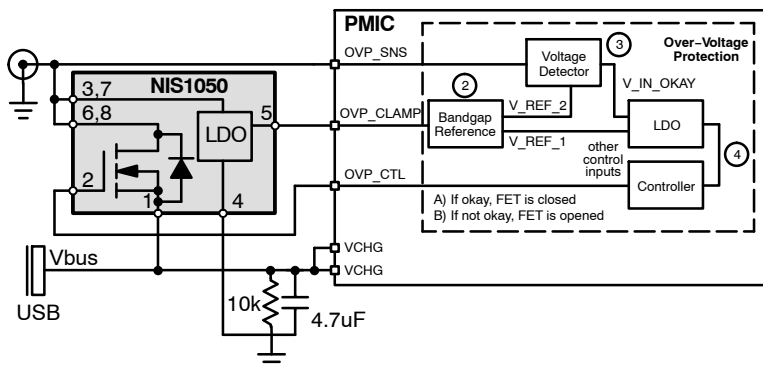 PMIC
OVP_SNS
Voltage
Detector
3
Over–Voltage
Protection
NIS1050
3,7
6,8
5
LDO
2
1
4
OVP_CLAMP
2
Bandgap
Reference
V_REF_2
V_REF_1
V_IN_OKAY
LDO
other
control
inputs
4
OVP_CTL
Controller
A) If okay, FET is closed
B) If not okay, FET is opened
VCHG
VCHG
Vbus
USB
10k
4.7uF